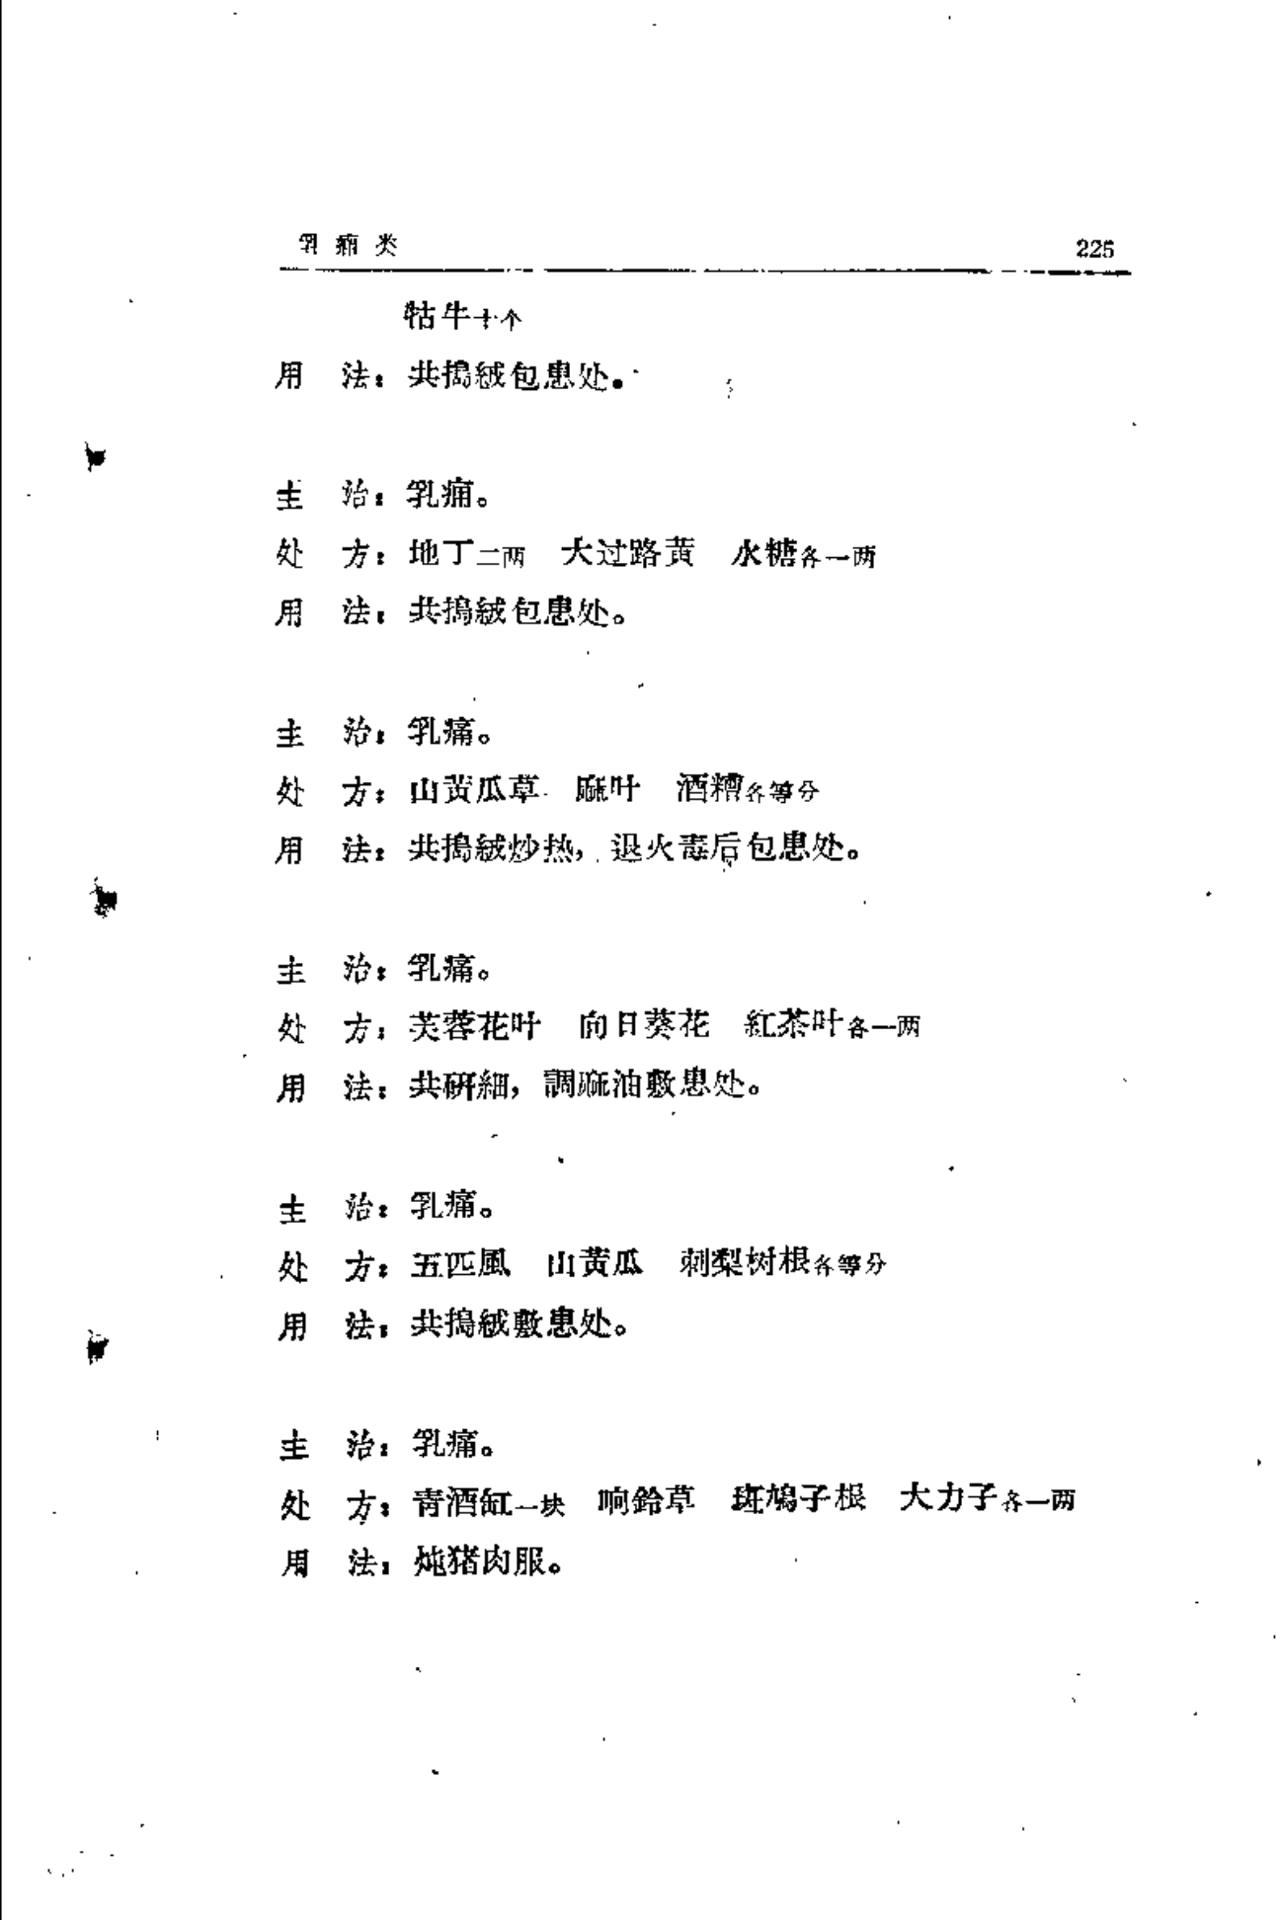 乳痈类 225
牯牛十个
用 法：共搗絨包患处。
主 治：乳痈。
处 方：地丁二两 大过路黄 水糖各一两
用 法：共搗絨包患处。
主 治：乳痛。
处 方：山黄瓜草 麻叶 酒糟各等分
用 法：共搗絨炒热，退火毒后包患处。
主 治：乳痛。
处 方：芙蓉花叶 向日葵花 紅茶叶各一两
用 法：共研細，調麻油敷患处。
主 治：乳痛。
处 方：五匹風 山黄瓜 刺梨树根各等分
用 法：共搗絨敷患处。
主 治：乳痛。
处 方：青酒缸一块 响鈴草 斑鳩子根 大力子各一两
用 法：炖猪肉服。